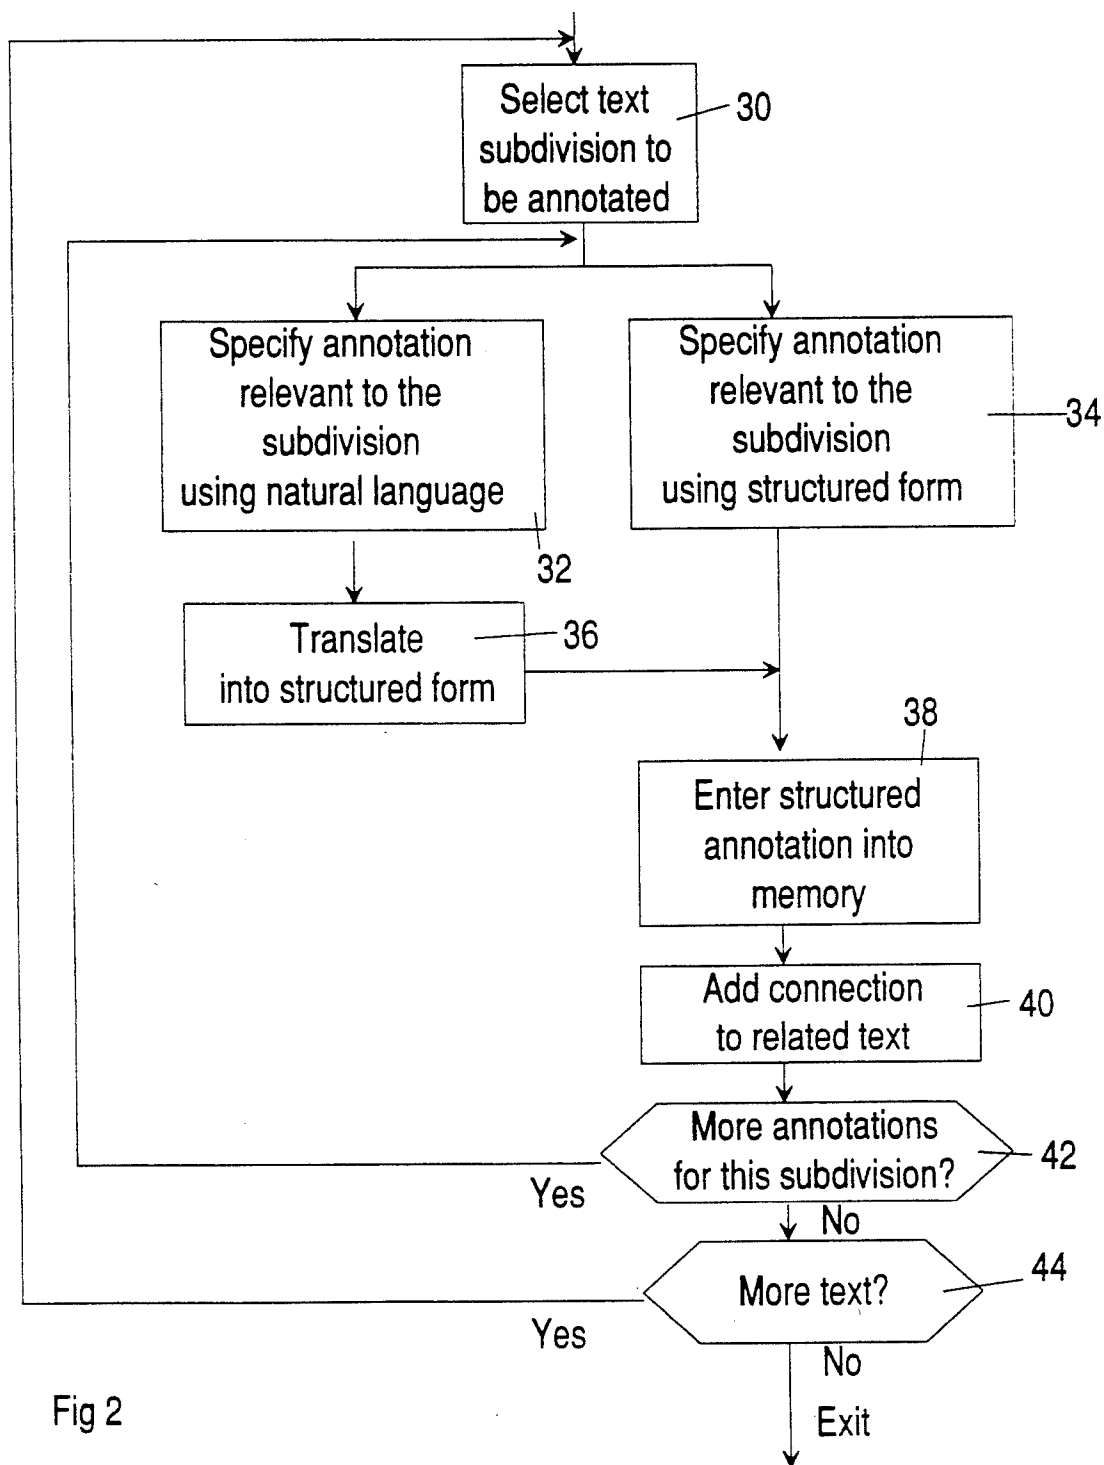 Select text
subdivision to
be annotated
30
Specify annotation
relevant to the
subdivision
using natural language
32
Specify annotation
relevant to the
subdivision
using structured form
34
Translate
into structured form
36
38
Enter structured
annotation into
memory
Add connection
to related text
40
More annotations
for this subdivision?
42
Yes
No
More text?
44
Yes
No
Exit
Fig 2